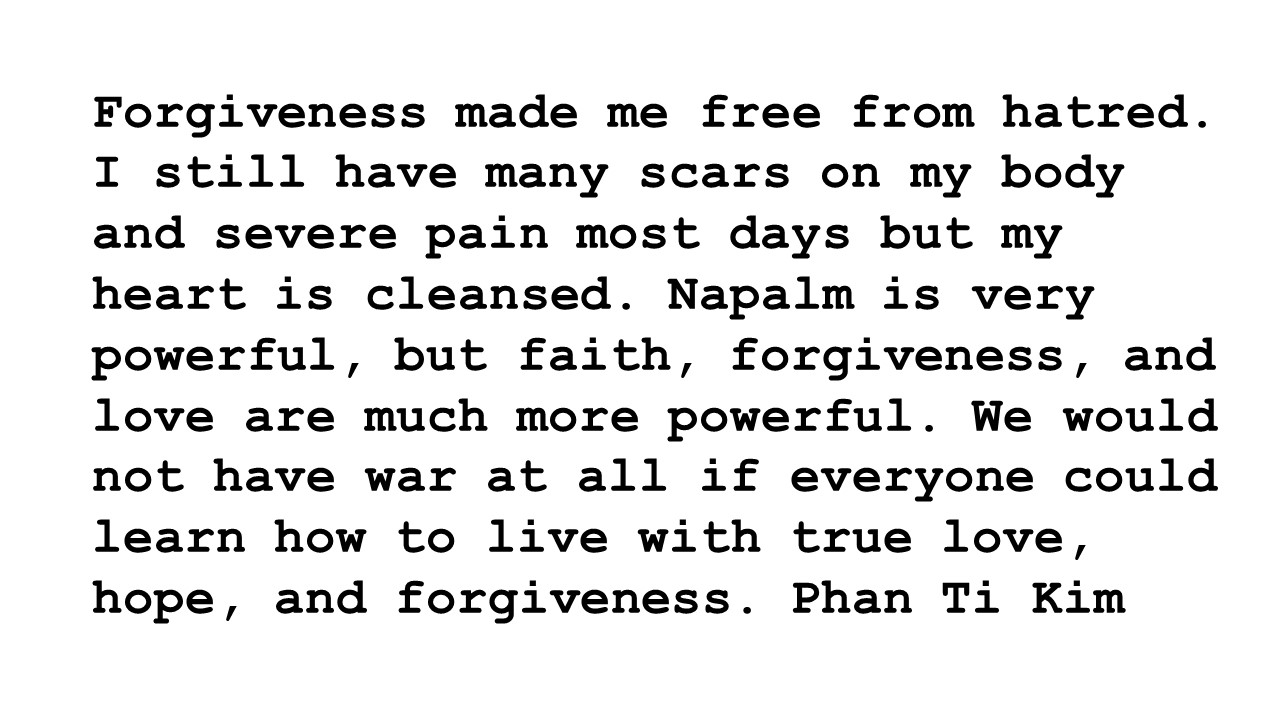 Forgiveness made me free from hatred.
I still have many scars on my body
and severe pain most days but my
heart is cleansed. Napalm is very
powerful, but faith, forgiveness, and
love are much more powerful. We would
not have war at all if everyone could
learn how to live with true love,
hope, and forgiveness. Phan Ti Kim